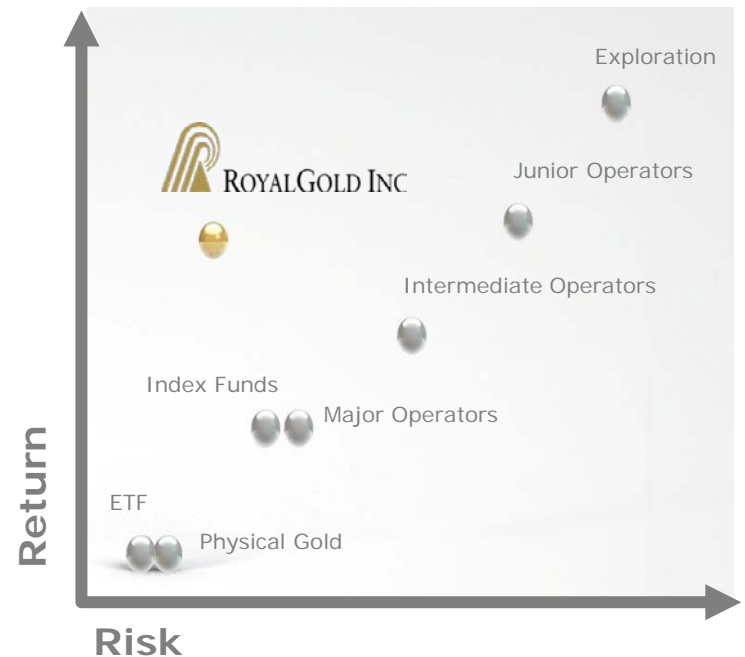 Exploration
ROYALGOLD INC
Junior Operators
Intermediate Operators
Index Funds
Major Operators
ETF
Physical Gold
Return
Risk